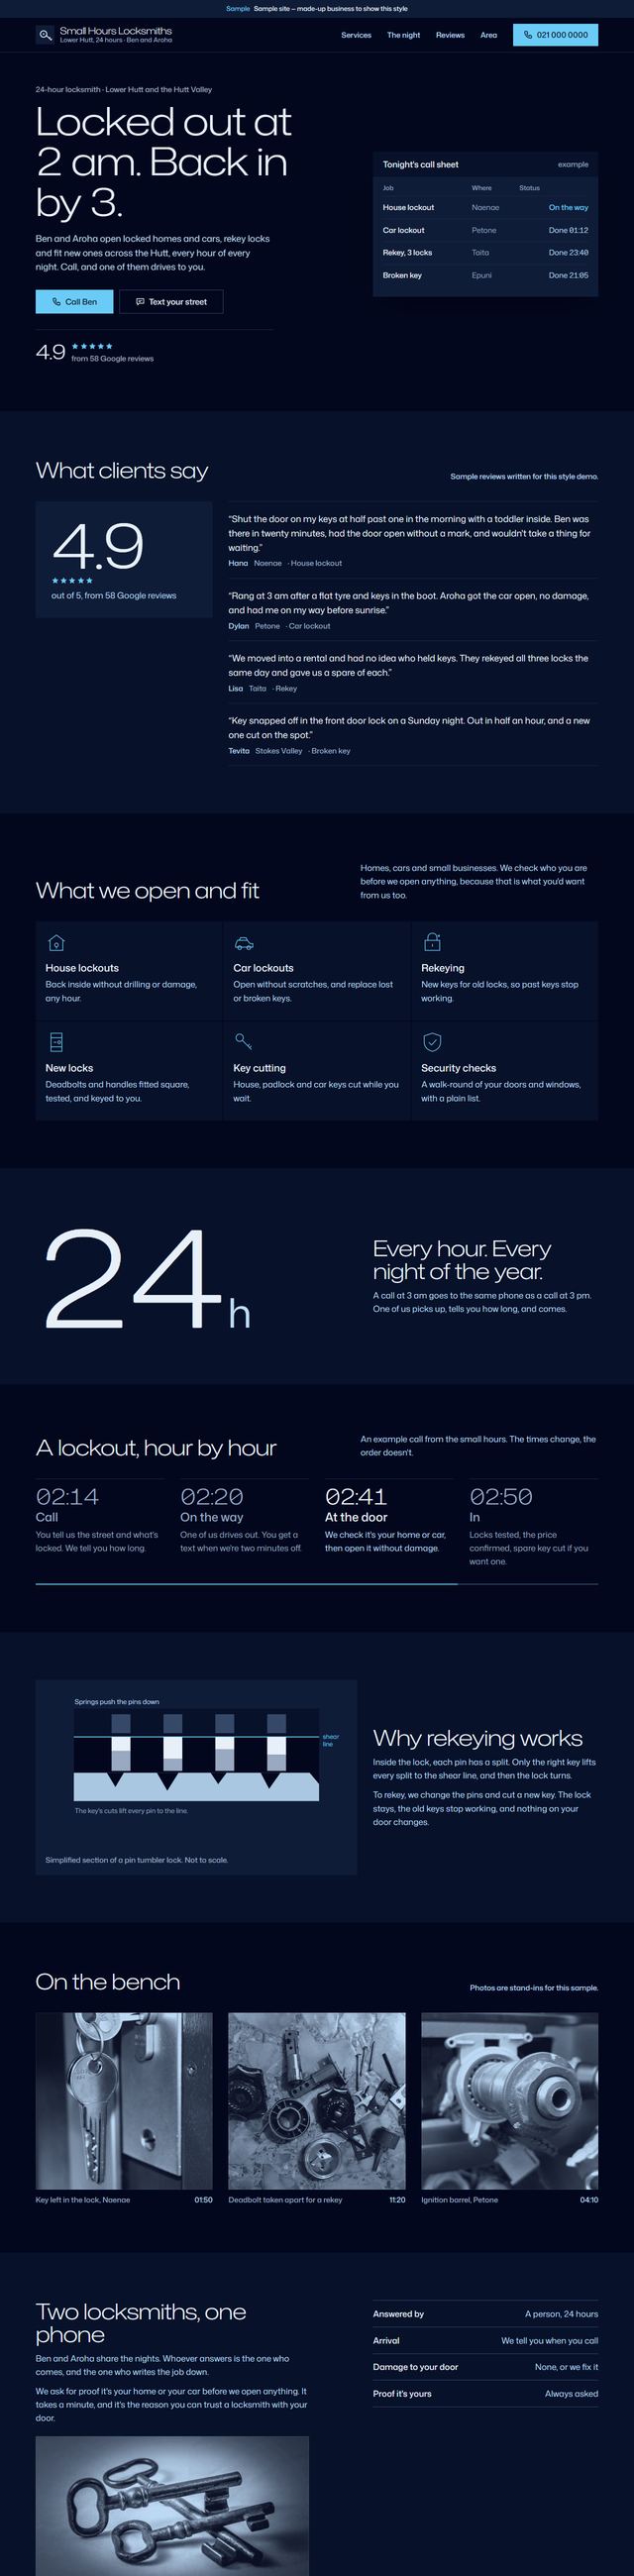 Sample Sample site – made-up business to show this style
Small Hours Locksmiths
Lower Hutt, 24 hours · Ben and Aroha
Services The night Reviews Area 021 000 0000
24-hour locksmith · Lower Hutt and the Hutt Valley
Locked out at
2 am. Back in
by 3.
Ben and Aroha open locked homes and cars, rekey locks
and fit new ones across the Hutt, every hour of every
night. Call, and one of them drives to you.
Call Ben Text your street
4.9
from 58 Google reviews
Tonight's call sheet example
Job Where Status
House lockout Naenae On the way
Car lockout Petone Done 01:12
Rekey, 3 locks Taita Done 23:40
Broken key Epuni Done 21:05
What clients say
Sample reviews written for this style demo.
4.9
out of 5, from 58 Google reviews
“Shut the door on my keys at half past one in the morning with a toddler inside. Ben was
there in twenty minutes, had the door open without a mark, and wouldn't take a thing for
waiting.”
Hana Naenae · House lockout
“Rang at 3 am after a flat tyre and keys in the boot. Aroha got the car open, no damage,
and had me on my way before sunrise.”
Dylan Petone · Car lockout
“We moved into a rental and had no idea who held keys. They rekeyed all three locks the
same day and gave us a spare of each.”
Lisa Taita · Rekey
“Key snapped off in the front door lock on a Sunday night. Out in half an hour, and a new
one cut on the spot.”
Tevita Stokes Valley · Broken key
What we open and fit
Homes, cars and small businesses. We check who you are
before we open anything, because that is what you'd want
from us too.
House lockouts
Back inside without drilling or damage,
any hour.
Car lockouts
Open without scratches, and replace lost
or broken keys.
Rekeying
New keys for old locks, so past keys stop
working.
New locks
Deadbolts and handles fitted square,
tested, and keyed to you.
Key cutting
House, padlock and car keys cut while you
wait.
Security checks
A walk-round of your doors and windows,
with a plain list.
24h
Every hour. Every
night of the year.
A call at 3 am goes to the same phone as a call at 3 pm.
One of us picks up, tells you how long, and comes.
A lockout, hour by hour
An example call from the small hours. The times change, the
order doesn't.
02:14
Call
You tell us the street and what's
locked. We tell you how long.
02:20
On the way
One of us drives out. You get a
text when we're two minutes off.
02:41
At the door
We check it's your home or car,
then open it without damage.
02:50
In
Locks tested, the price
confirmed, spare key cut if you
want one.
Springs push the pins down
shear
line
The key's cuts lift every pin to the line.
Simplified section of a pin tumbler lock. Not to scale.
Why rekeying works
Inside the lock, each pin has a split. Only the right key lifts
every split to the shear line, and then the lock turns.
To rekey, we change the pins and cut a new key. The lock
stays, the old keys stop working, and nothing on your
door changes.
On the bench
Photos are stand-ins for this sample.
Key left in the lock, Naenae 01:50
Deadbolt taken apart for a rekey 11:20
Ignition barrel, Petone 04:10
Two locksmiths, one
phone
Ben and Aroha share the nights. Whoever answers is the one who
comes, and the one who writes the job down.
We ask for proof it's your home or your car before we open anything. It
takes a minute, and it's the reason you can trust a locksmith with your
door.
Answered by A person, 24 hours
Arrival We tell you when you call
Damage to your door None, or we fix it
Proof it's yours Always asked